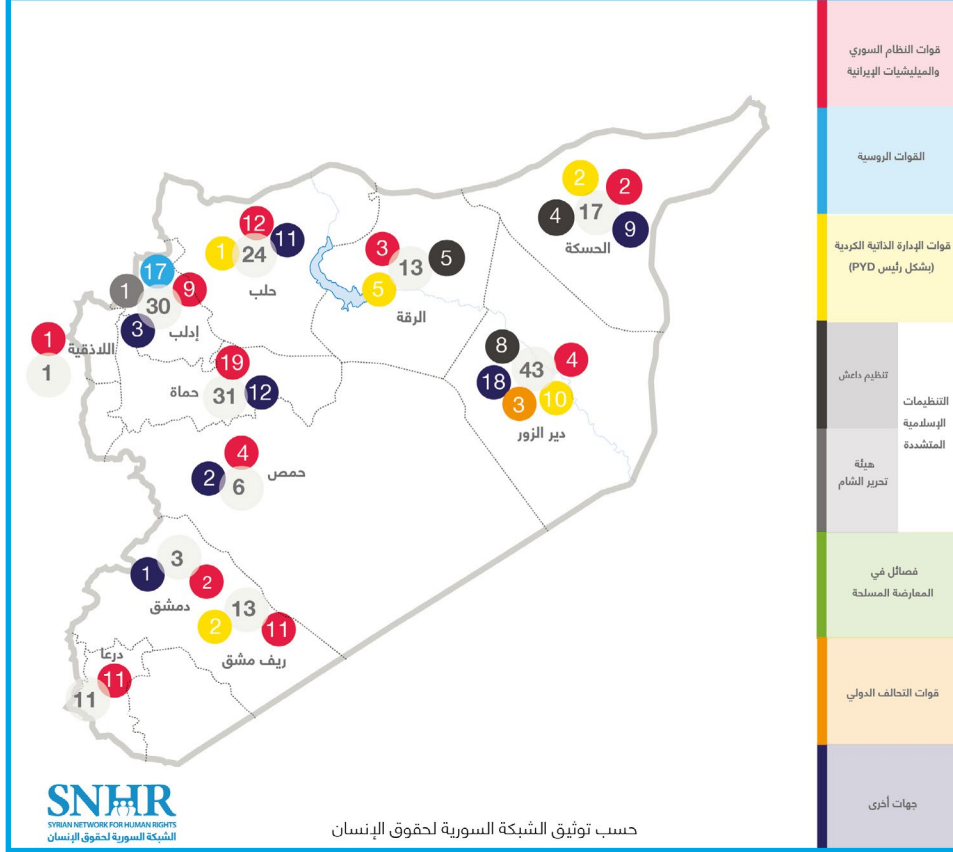 قوات النظام السوري
والميليشيات الإيرانية
القوات الروسية
قوات الإدارة الذاتية الكردية
(بشكل رئيس PYD)
تنظيم داعش
التنظيمات
الإسلامية
المتشددة
هيئة
تحرير الشام
فصائل في
المعارضة المسلحة
قوات التحالف الدولي
جهات أخرى
2
2
4
17
9
الحسكة
12
1
11
24
حلب
3
5
13
5
الرقة
17
1
9
30
3
إدلب
1
اللاذقية
1
19
31
12
حماة
8
4
43
18
3
10
دير الزور
4
2
6
حمص
3
1
2
دمشق
13
2
11
ريف مشق
درعا
11
11
SNHR
SYRIAN NETWORK FOR HUMAN RIGHTS
الشبكة السورية لحقوق الإنسان
حسب توثيق الشبكة السورية لحقوق الإنسان